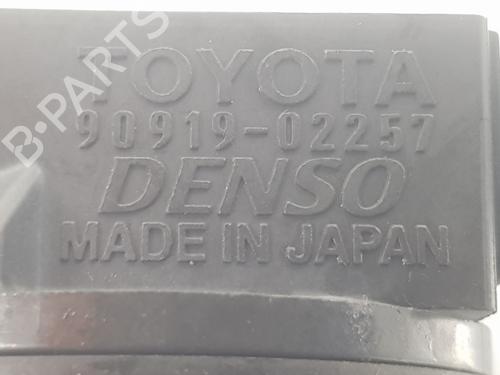 TOYOTA
90919-02257
DENSO
MADE IN JAPAN
B-PARTS